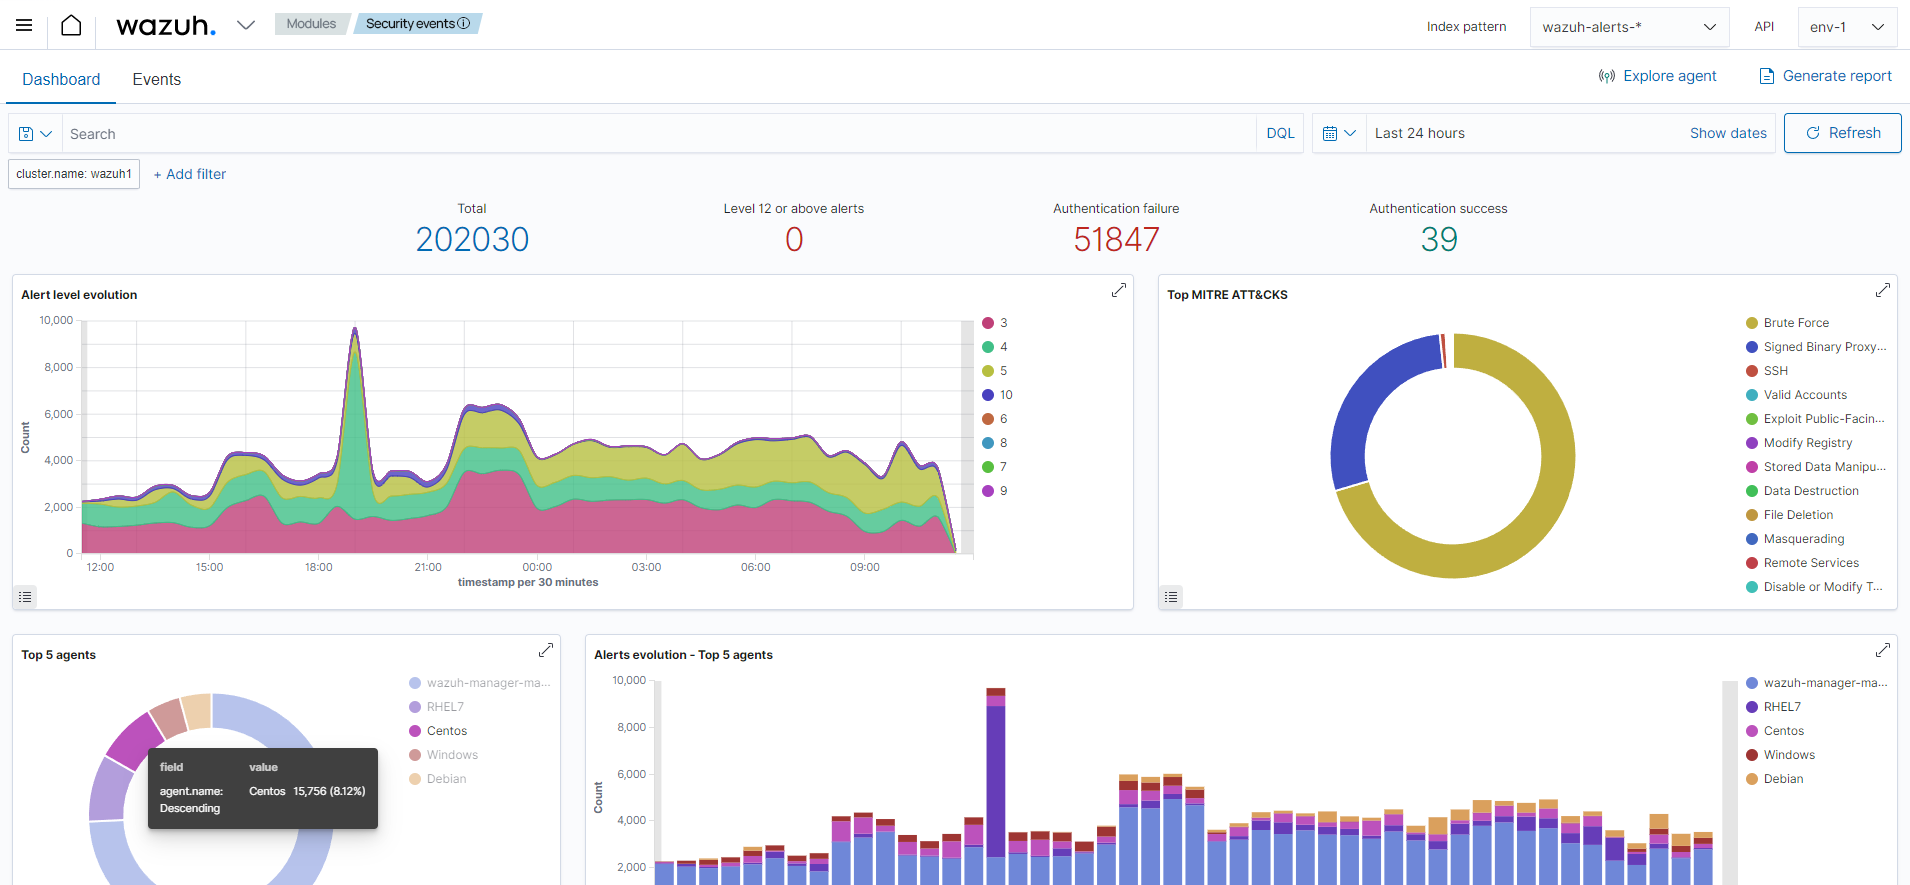 wazuh.
Modules
Security events
Index pattern
wazuh-alerts-*
API
env-1
Dashboard
Events
Explore agent
Generate report
Search
DQL
Last 24 hours
Show dates
Refresh
cluster.name: wazuh1
+ Add filter
Total
202030
Level 12 or above alerts
0
Authentication failure
51847
Authentication success
39
Alert level evolution
10,000
8,000
6,000
4,000
2,000
0
Count
12:00
15:00
18:00
21:00
00:00
03:00
06:00
09:00
timestamp per 30 minutes
3
4
5
10
6
8
7
9
Top MITRE ATT&CKS
Brute Force
Signed Binary Proxy...
SSH
Valid Accounts
Exploit Public-Facin...
Modify Registry
Stored Data Manipu...
Data Destruction
File Deletion
Masquerading
Remote Services
Disable or Modify T...
Top 5 agents
wazuh-manager-ma...
RHEL7
Centos
Windows
Debian
field value
agent.name: Centos 15,756 (8.12%)
Descending
Alerts evolution - Top 5 agents
10,000
8,000
6,000
4,000
2,000
Count
wazuh-manager-ma...
RHEL7
Centos
Windows
Debian